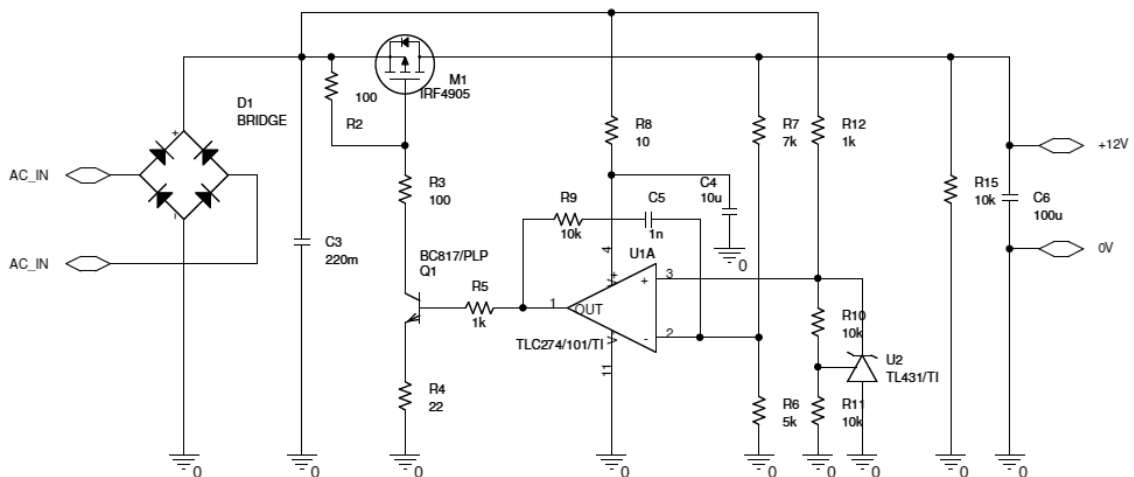 M1
IRF4905
100
R2
D1
BRIDGE
+
-
AC_IN
AC_IN
R8
10
R7
7k
R12
1k
+12V
0V
R15
10k
C6
100u
R3
100
C4
10u
0
R9
10k
C5
1n
C3
220m
BC817/PLP
Q1
R5
1k
4
V+
U1A
3
+
1
OUT
2
-
V-
TLC274/101/TI
11
R10
10k
U2
TL431/TI
R4
22
R6
5k
R11
10k
0
0
0
0
0
0
0
0
0